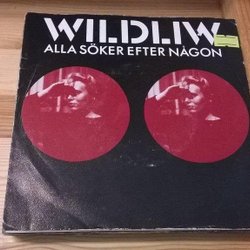 WILDLIW
ALLA SÖKER EFTER NÅGON